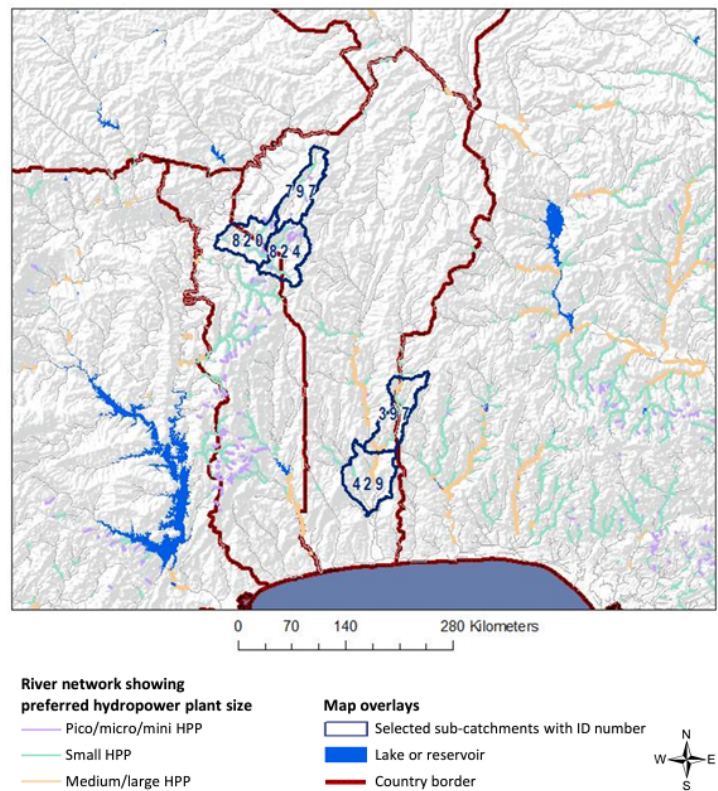 797
820
824
397
429
0 70 140 280 Kilometers
River network showing
preferred hydropower plant size
Pico/micro/mini HPP
Small HPP
Medium/large HPP
Map overlays
Selected sub-catchments with ID number
Lake or reservoir
Country border
N
W E
S